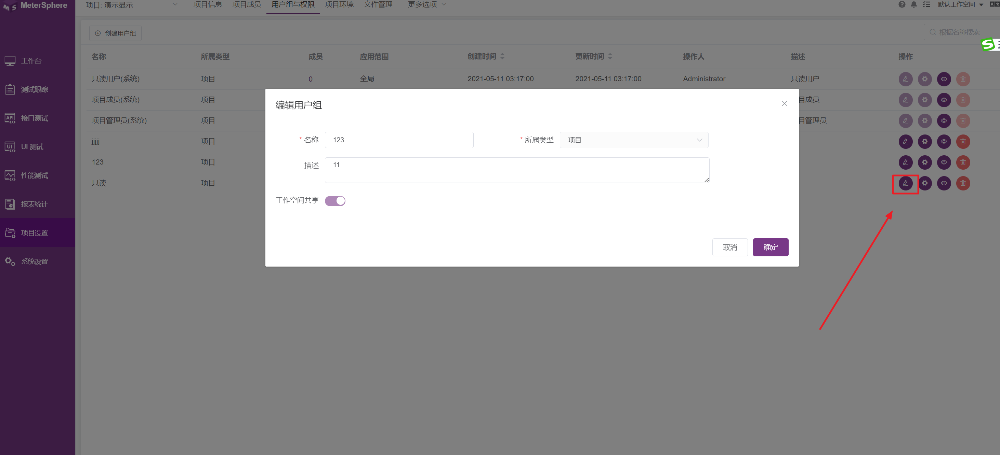 MeterSphere 项目: 演示显示 项目信息 项目成员 用户组与权限 项目环境 文件管理 更多选项 默认工作空间
创建用户组 根据名称搜索
名称 所属类型 成员 应用范围 创建时间 更新时间 操作人 描述 操作
工作台
测试跟踪
接口测试
UI 测试
性能测试
报表统计
项目设置
系统设置
只读用户(系统) 项目 0 全局 2021-05-11 03:17:00 2021-05-11 03:17:00 Administrator 只读用户
项目成员(系统) 项目 目成员
项目管理员(系统) 项目 目管理员
jjjjj 项目
123 项目
只读 项目
编辑用户组
* 名称 123 * 所属类型 项目
描述 11
工作空间共享
取消 确定